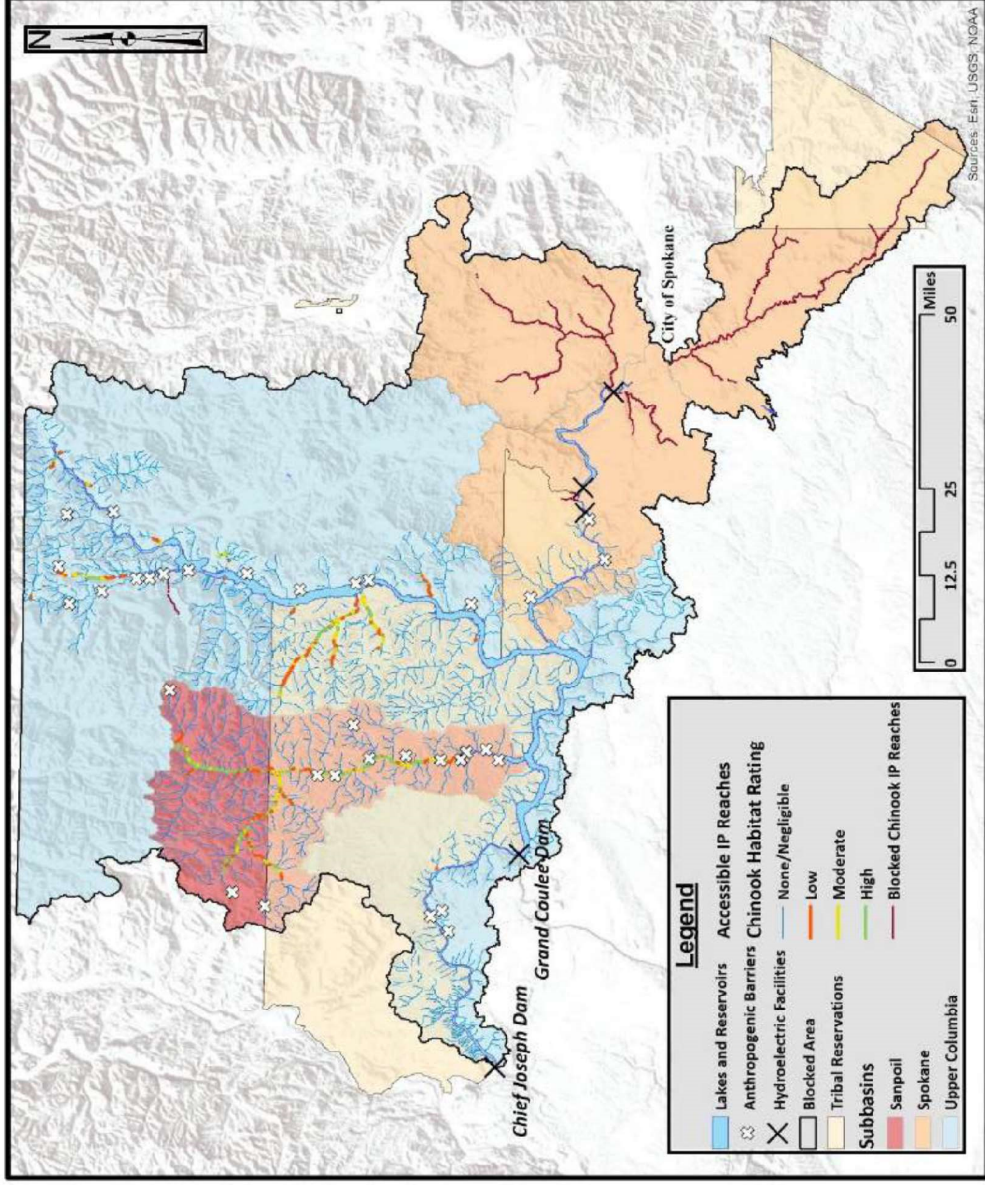 N
City of Spokane
Grand Coulee Dam
Chief Joseph Dam
Legend
Lakes and Reservoirs
Anthropogenic Barriers
Hydroelectric Facilities
Blocked Area
Tribal Reservations
Subbasins
Sanpoil
Spokane
Upper Columbia
Accessible IP Reaches
Chinook Habitat Rating
None/Negligible
Low
Moderate
High
Blocked Chinook IP Reaches
0 12.5 25 50
Miles
Sources: Esri, USGS, NOAA